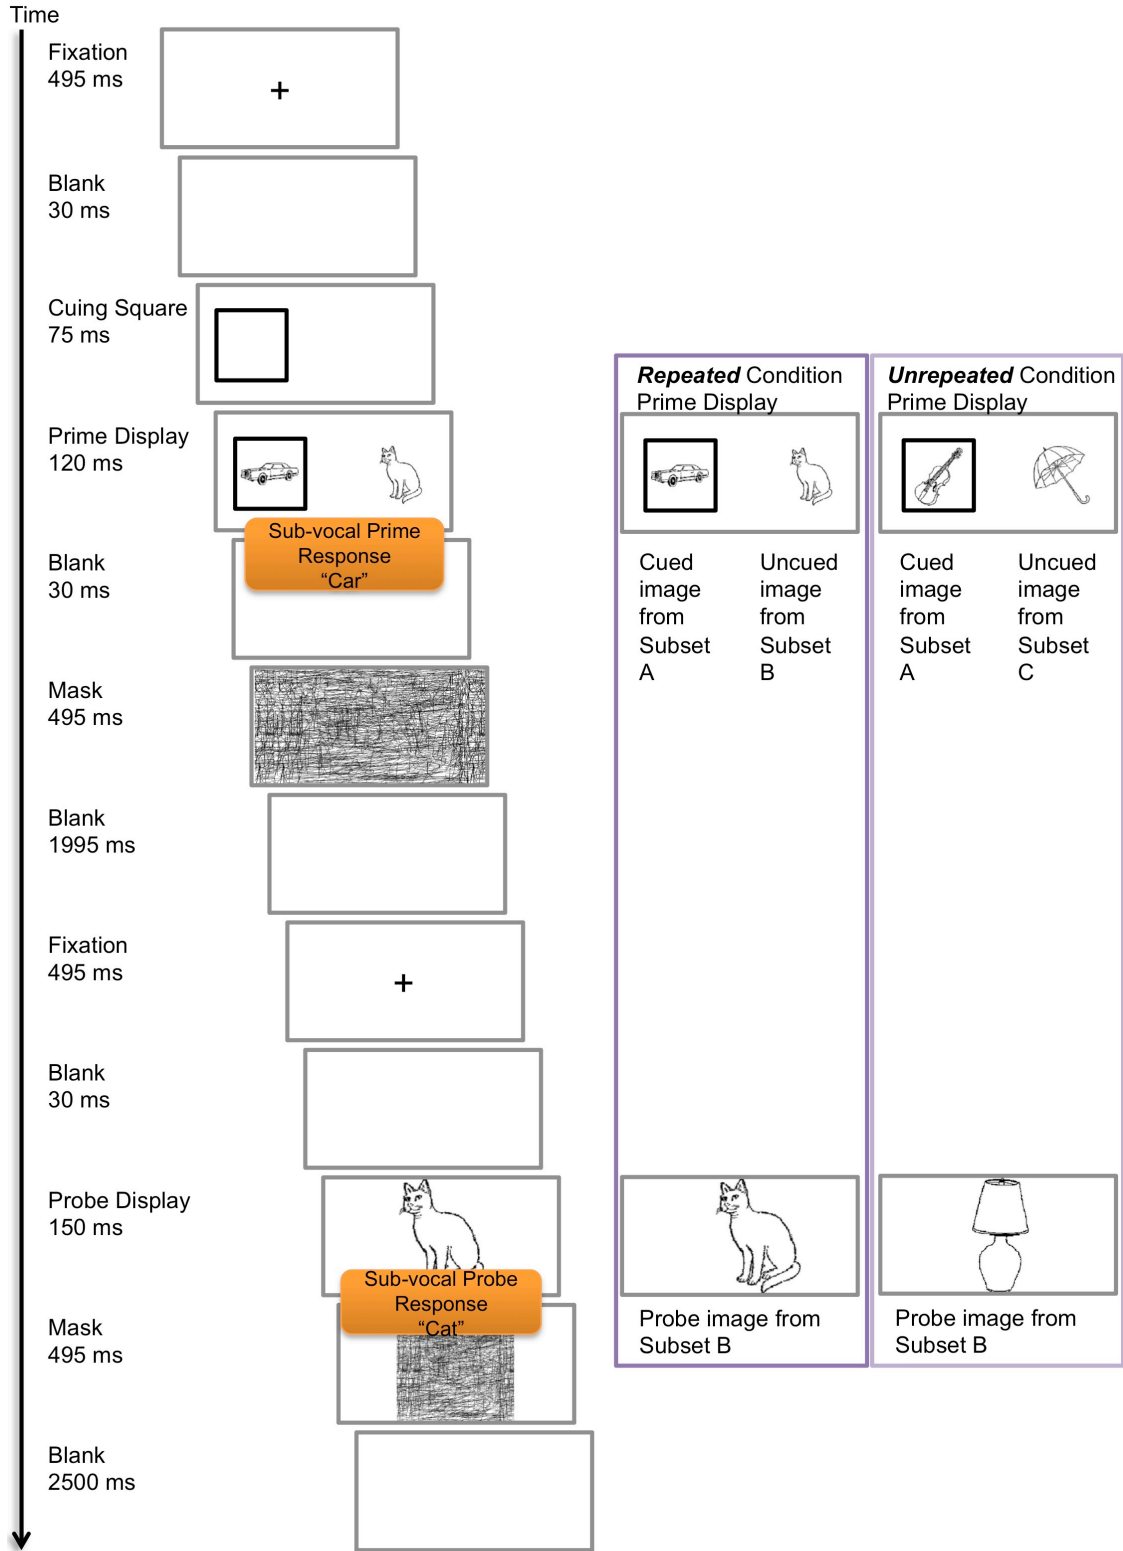 Time
Fixation
495 ms
+
Blank
30 ms
Cuing Square
75 ms
Prime Display
120 ms
Sub-vocal Prime
Response
“Car”
Blank
30 ms
Mask
495 ms
Blank
1995 ms
Fixation
495 ms
+
Blank
30 ms
Probe Display
150 ms
Sub-vocal Probe
Response
“Cat”
Mask
495 ms
Blank
2500 ms
Repeated Condition
Prime Display
Cued
image
from
Subset
A
Uncued
image
from
Subset
B
Probe image from
Subset B
Unrepeated Condition
Prime Display
Cued
image
from
Subset
A
Uncued
image
from
Subset
C
Probe image from
Subset B